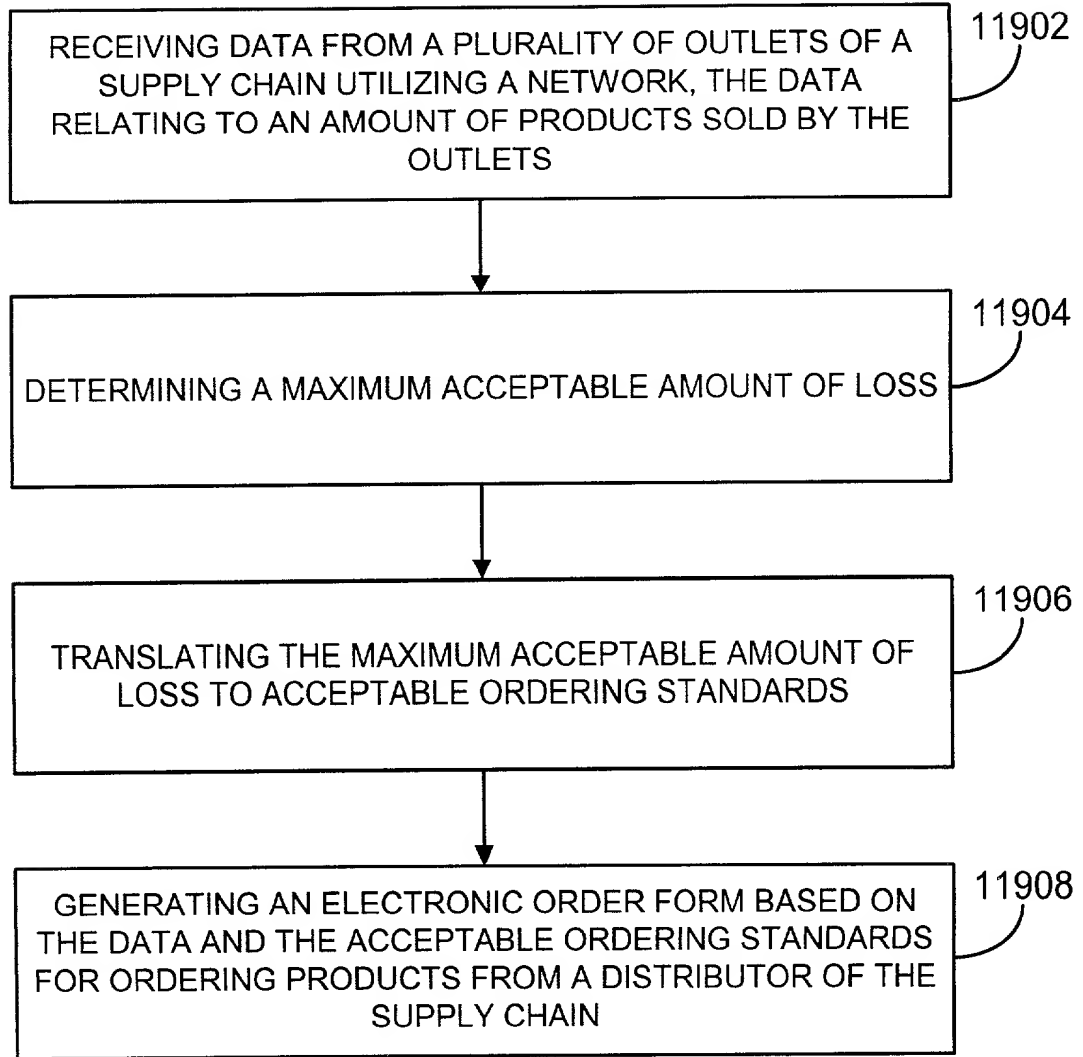 RECEIVING DATA FROM A PLURALITY OF OUTLETS OF A
SUPPLY CHAIN UTILIZING A NETWORK, THE DATA
RELATING TO AN AMOUNT OF PRODUCTS SOLD BY THE
OUTLETS
11902
DETERMINING A MAXIMUM ACCEPTABLE AMOUNT OF LOSS
11904
TRANSLATING THE MAXIMUM ACCEPTABLE AMOUNT OF
LOSS TO ACCEPTABLE ORDERING STANDARDS
11906
GENERATING AN ELECTRONIC ORDER FORM BASED ON
THE DATA AND THE ACCEPTABLE ORDERING STANDARDS
FOR ORDERING PRODUCTS FROM A DISTRIBUTOR OF THE
SUPPLY CHAIN
11908